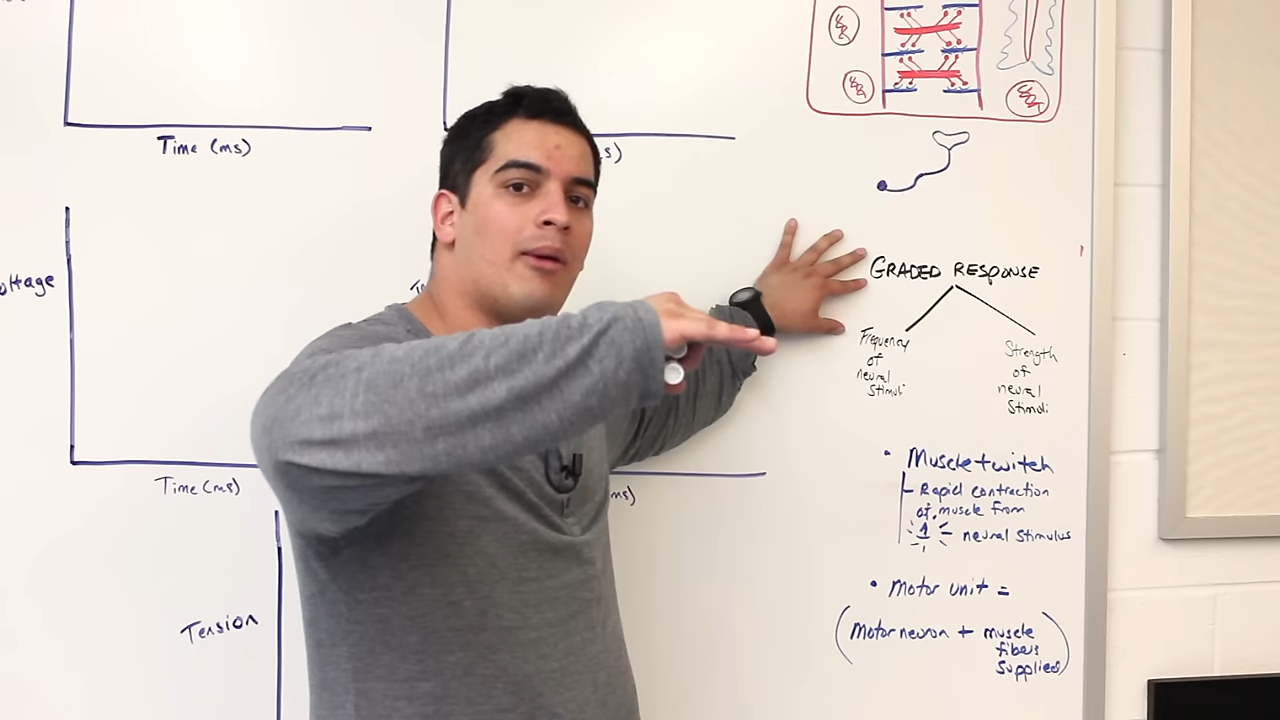 Time (ms)
s)
GRADED RESPONSE
Frequency
of
neural
Stimuli
Strength
of
neural
Stimuli
oltage
Time (ms)
ms)
• Muscle twitch
- Rapid contraction
of muscle from
1 neural Stimulus
Tension
• Motor unit =
(Motor neuron + muscle
fibers
supplied)